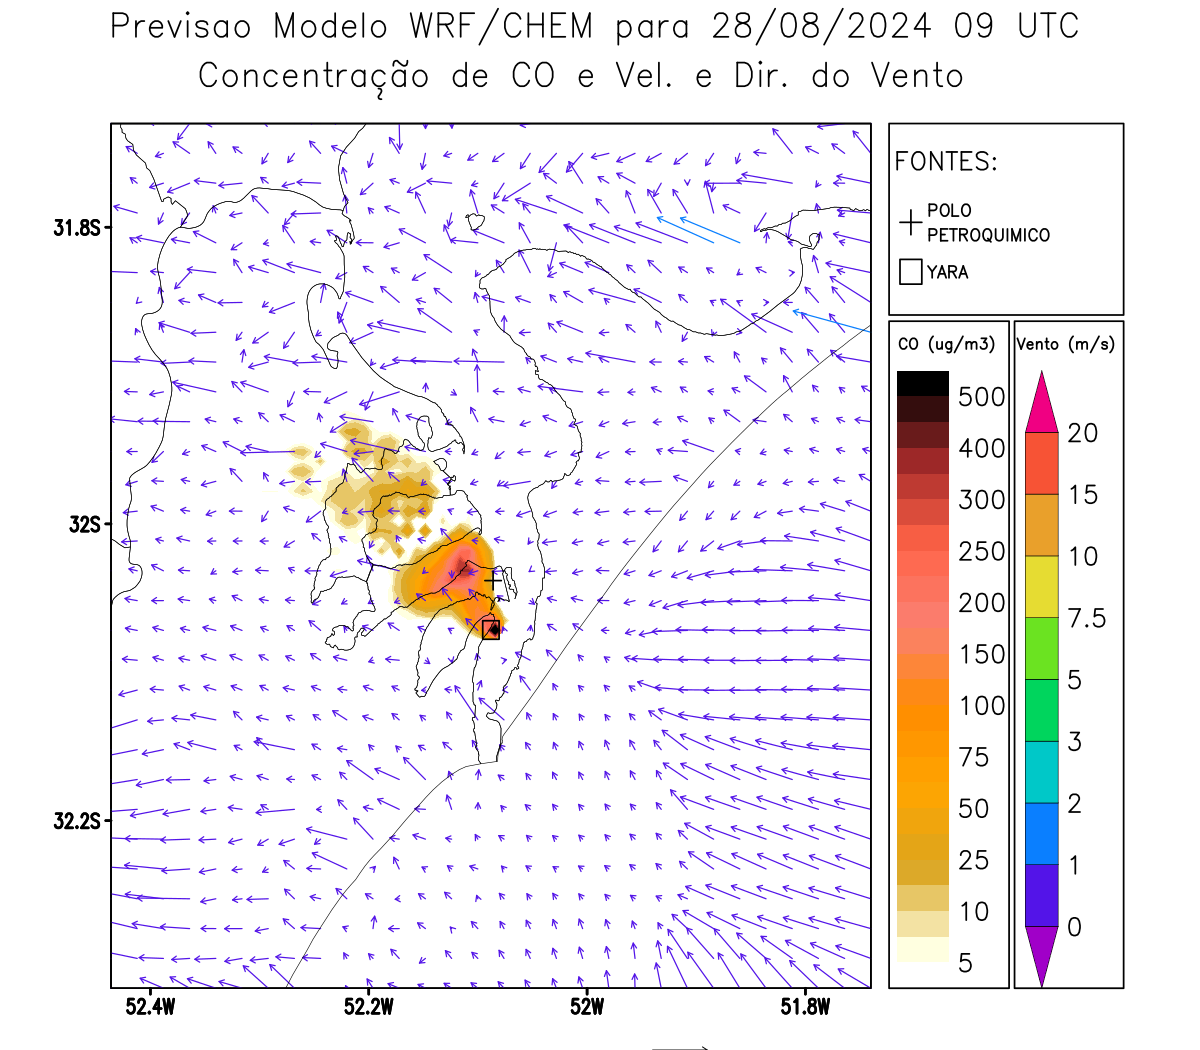 Previsao Modelo WRF/CHEM para 28/08/2024 09 UTC
Concentração de CO e Vel. e Dir. do Vento
FONTES:
POLO
PETROQUIMICO
YARA
CO (ug/m3)
500
400
300
250
200
150
100
75
50
25
10
5
Vento (m/s)
20
15
10
7.5
5
3
2
1
0
31.8S
32S
32.2S
52.4W
52.2W
52W
51.8W